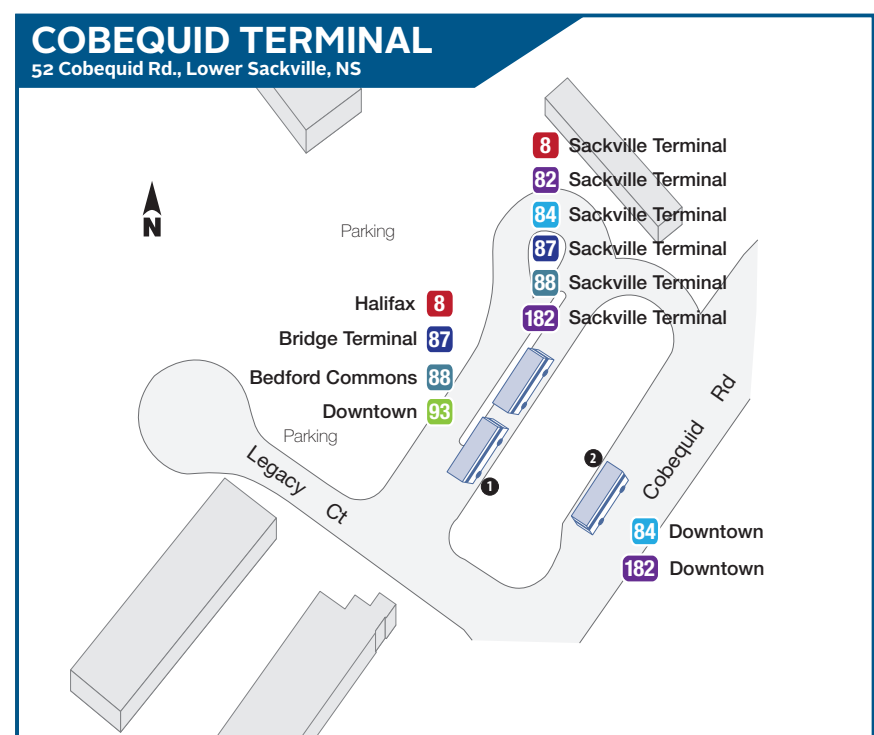 COBEQUID TERMINAL
52 Cobequid Rd., Lower Sackville, NS
8 Sackville Terminal
82 Sackville Terminal
84 Sackville Terminal
87 Sackville Terminal
88 Sackville Terminal
182 Sackville Terminal
N
Parking
Halifax 8
Bridge Terminal 87
Bedford Commons 88
Downtown 93
Parking
Legacy Ct
1
2
Cobequid Rd
84 Downtown
182 Downtown